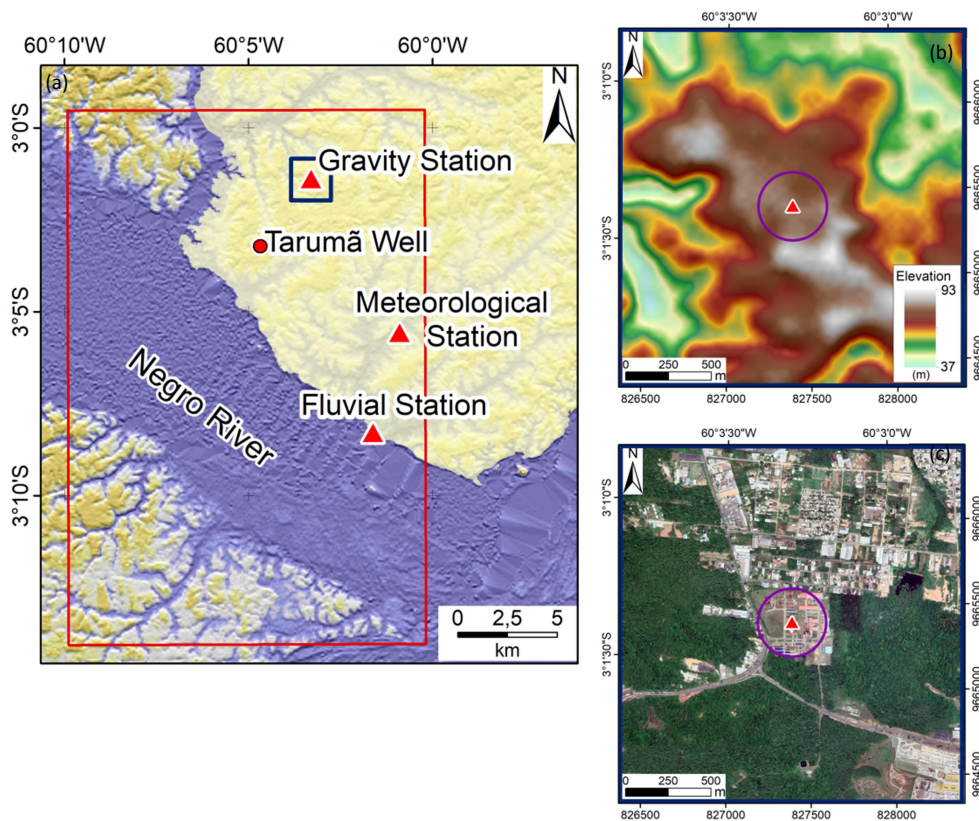 60°10'W 60°5'W 60°0'W
(a)
N
3°0'S
Gravity Station
Tarumã Well
3°5'S
Meteorological
Station
Negro River
Fluvial Station
3°10'S
0 2,5 5
km
60°3'30"W 60°3'0"W
(b)
N
3°1'0"S
9666000
9665500
3°1'30"S
9665000
Elevation
93
37
(m)
9664500
0 250 500
m
826500 827000 827500 828000
60°3'30"W 60°3'0"W
(c)
N
3°1'0"S
9666000
9665500
3°1'30"S
9665000
9664500
0 250 500
m
826500 827000 827500 828000